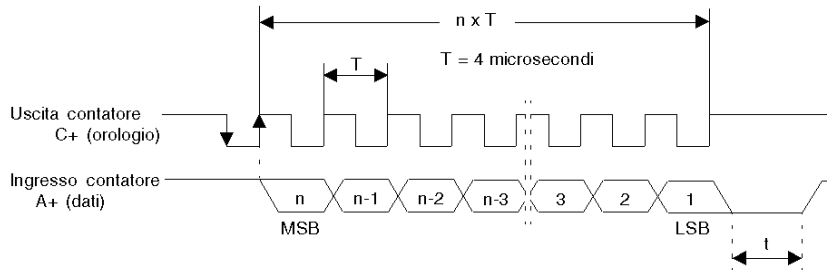 n x T
T
T = 4 microsecondi
Uscita contatore
C+ (orologio)
Ingresso contatore
A+ (dati)
n
n-1
n-2
n-3
3
2
1
MSB
LSB
t